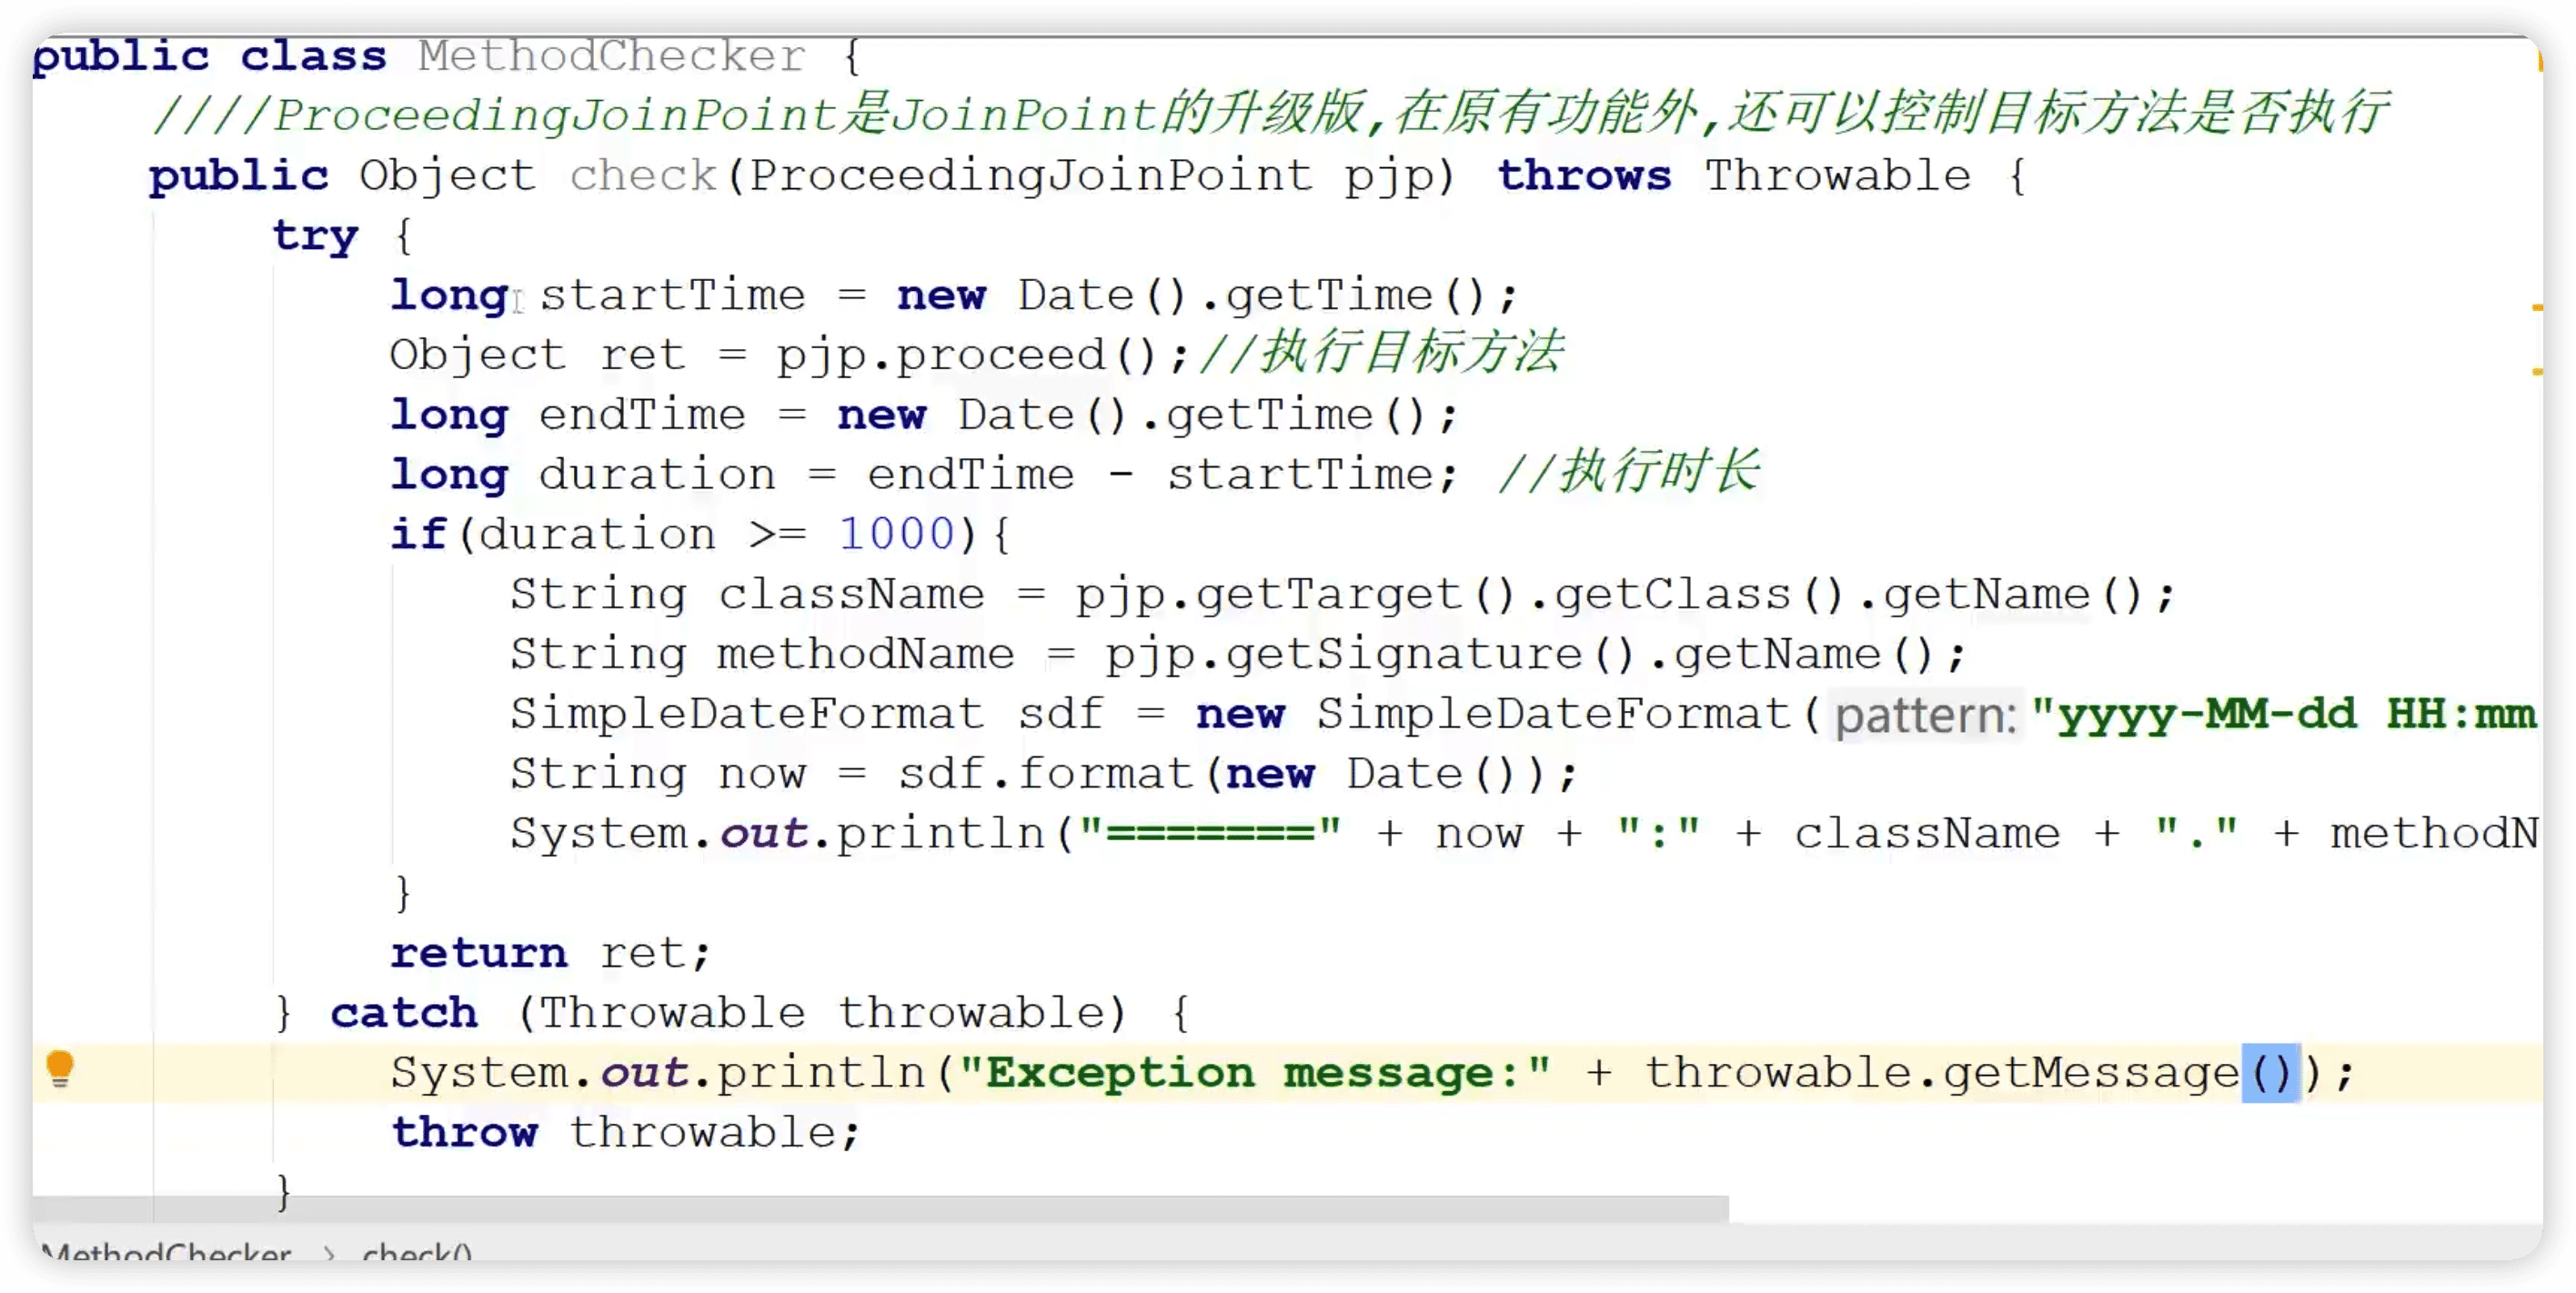 public class MethodChecker {
////ProceedingJoinPoint是JoinPoint的升级版,在原有功能外,还可以控制目标方法是否执行
public Object check(ProceedingJoinPoint pjp) throws Throwable {
try {
long startTime = new Date().getTime();
Object ret = pjp.proceed();//执行目标方法
long endTime = new Date().getTime();
long duration = endTime - startTime; //执行时长
if(duration >= 1000){
String className = pjp.getTarget().getClass().getName();
String methodName = pjp.getSignature().getName();
SimpleDateFormat sdf = new SimpleDateFormat( pattern: "yyyy-MM-dd HH:mm
String now = sdf.format(new Date());
System.out.println("=======" + now + ":" + className + "." + methodN
}
return ret;
} catch (Throwable throwable) {
System.out.println("Exception message:" + throwable.getMessage());
throw throwable;
}
MethodChecker > check()